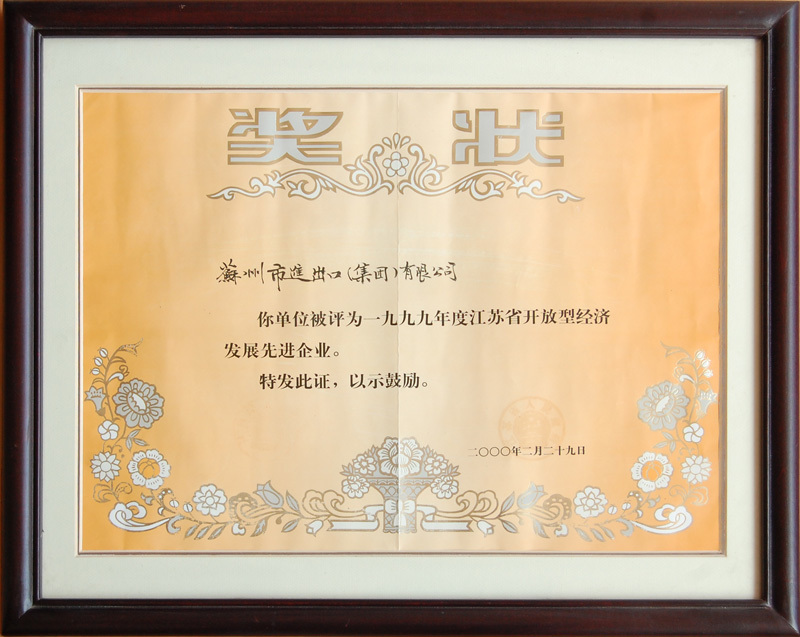 奖状
蘇州市進出口(集团)有限公司
你单位被评为一九九九年度江苏省开放型经济
发展先进企业。
特发此证，以示鼓励。
二〇〇〇年二月二十九日